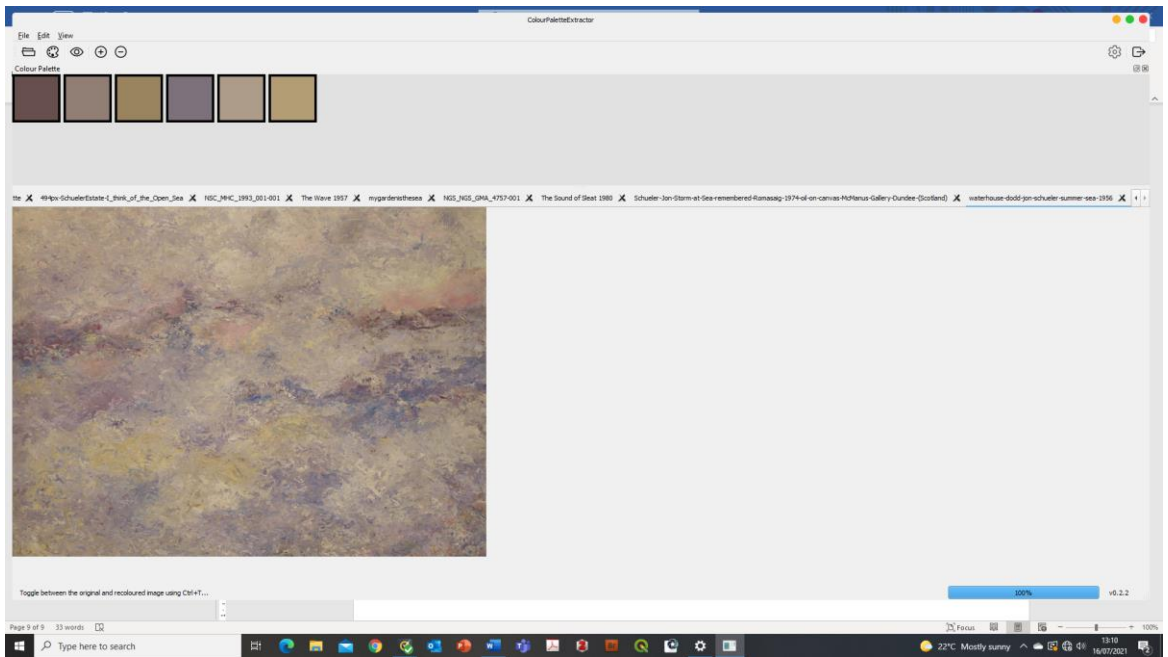 ColourPaletteExtractor
File Edit View
Colour Palette
tte 494px-SchuelerEstate-I_think_of_the_Open_Sea NSC_MHC_1993_001-001 The Wave 1957 mygardenisthesea NGS_NGS_GMA_4757-001 The Sound of Sleat 1980 Schueler-Jon-Storm-at-Sea-remembered-Romasaig-1974-oil-on-canvas-McManus-Gallery-Dundee-(Scotland) waterhouse-dodd-jon-schueler-summer-sea-1956
Toggle between the original and recoloured image using Ctrl+T... 100% v0.2.2
Page 9 of 9 33 words Focus 100%
Type here to search 22°C Mostly sunny 13:10
16/07/2021